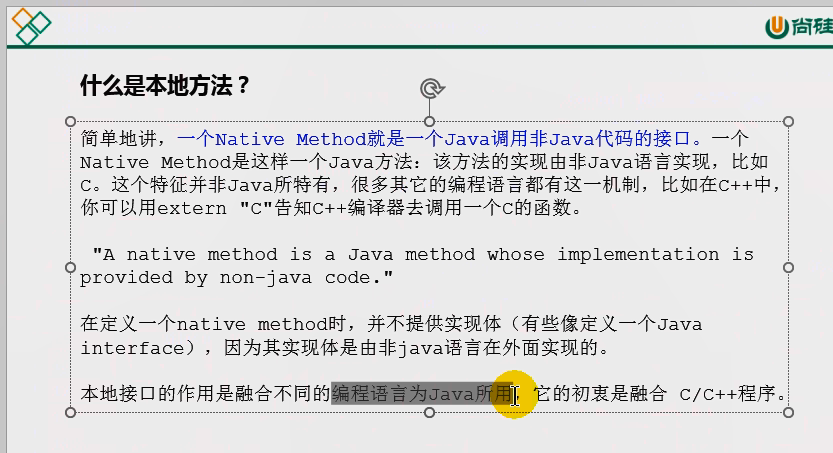 尚硅
什么是本地方法？
简单地讲，一个Native Method就是一个Java调用非Java代码的接口。一个
Native Method是这样一个Java方法：该方法的实现由非Java语言实现，比如
C。这个特征并非Java所特有，很多其它的编程语言都有这一机制，比如在C++中，
你可以用extern "C"告知C++编译器去调用一个C的函数。
"A native method is a Java method whose implementation is
provided by non-java code."
在定义一个native method时，并不提供实现体（有些像定义一个Java
interface），因为其实现体是由非java语言在外面实现的。
本地接口的作用是融合不同的编程语言为Java所用，它的初衷是融合 C/C++程序。